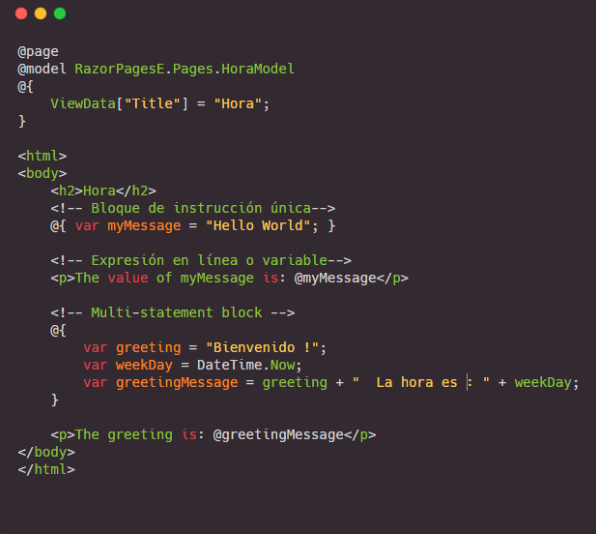 @page
@model RazorPagesE.Pages.HoraModel
@{
    ViewData["Title"] = "Hora";
}
<html>
<body>
    <h2>Hora</h2>
    <!-- Bloque de instrucción única-->
    @{ var myMessage = "Hello World"; }
    <!-- Expresión en línea o variable-->
    <p>The value of myMessage is: @myMessage</p>
    <!-- Multi-statement block -->
    @{
        var greeting = "Bienvenido !";
        var weekDay = DateTime.Now;
        var greetingMessage = greeting + "  La hora es : " + weekDay;
    }
    <p>The greeting is: @greetingMessage</p>
</body>
</html>